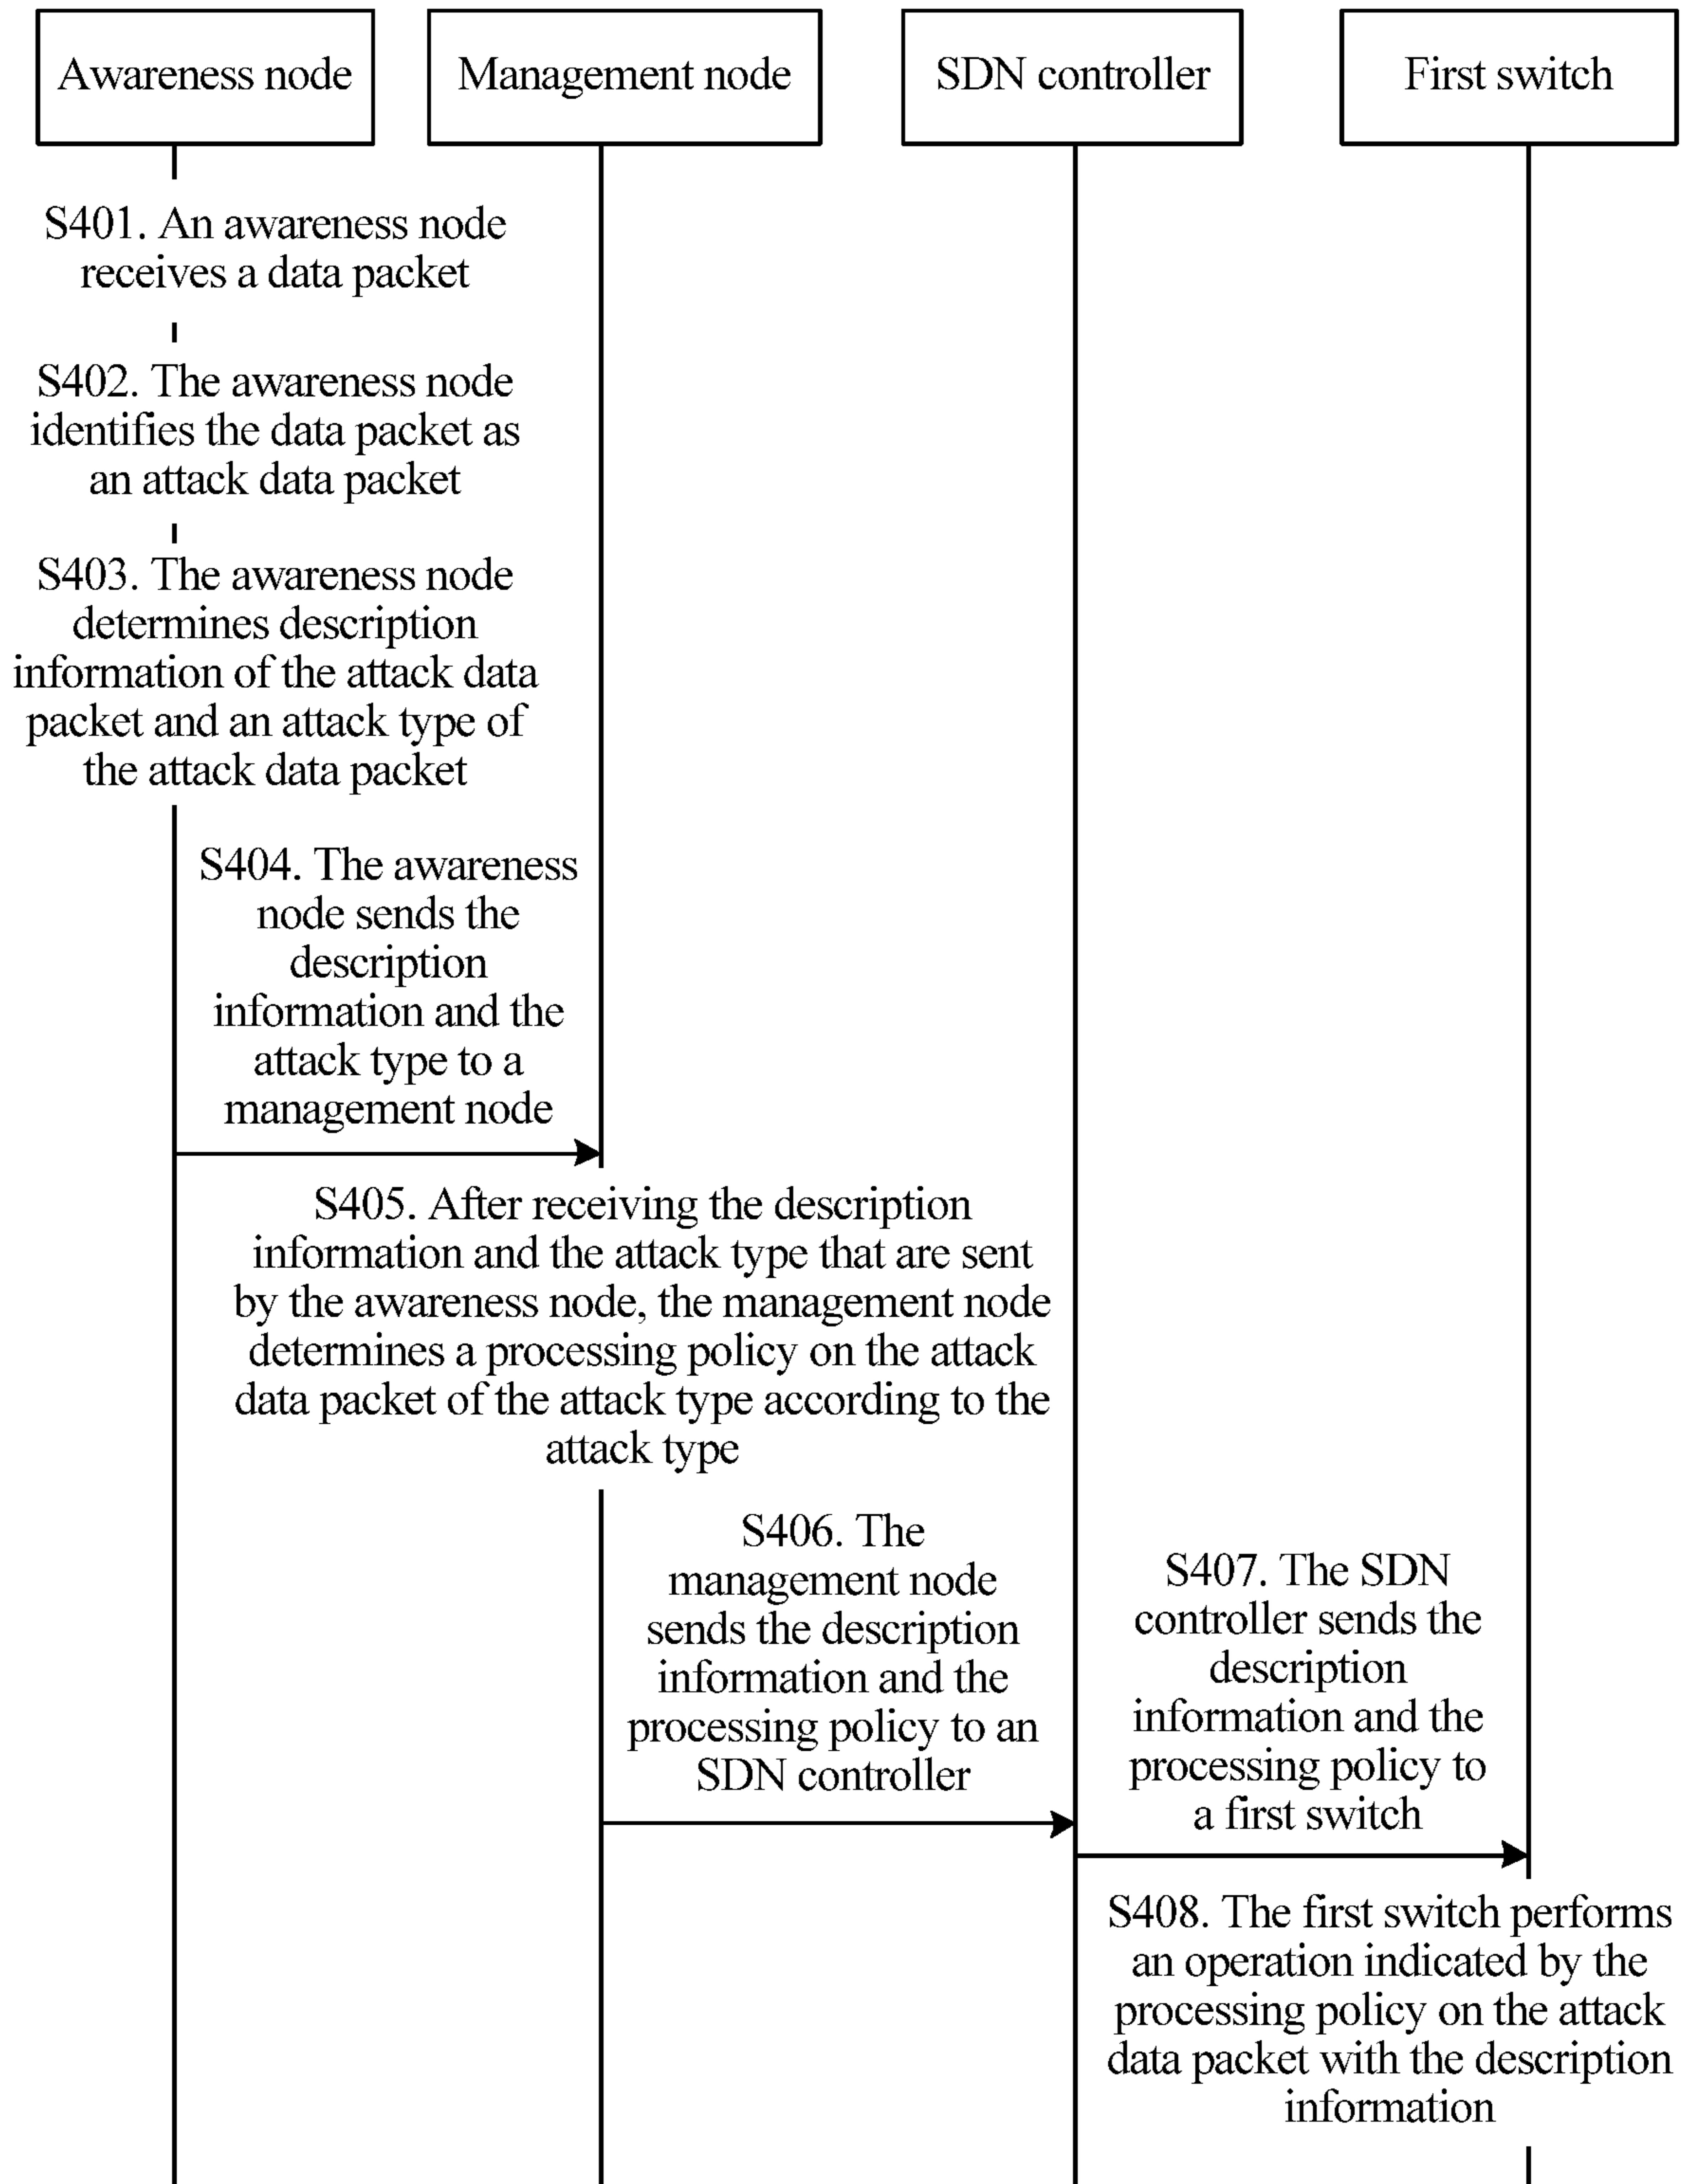 Awareness node
Management node
SDN controller
First switch
S401. An awareness node
receives a data packet
S402. The awareness node
identifies the data packet as
an attack data packet
S403. The awareness node
determines description
information of the attack data
packet and an attack type of
the attack data packet
S404. The awareness
node sends the
description
information and the
attack type to a
management node
S405. After receiving the description
information and the attack type that are sent
by the awareness node, the management node
determines a processing policy on the attack
data packet of the attack type according to the
attack type
S406. The
management node
sends the description
information and the
processing policy to an
SDN controller
S407. The SDN
controller sends the
description
information and the
processing policy to
a first switch
S408. The first switch performs
an operation indicated by the
processing policy on the attack
data packet with the description
information